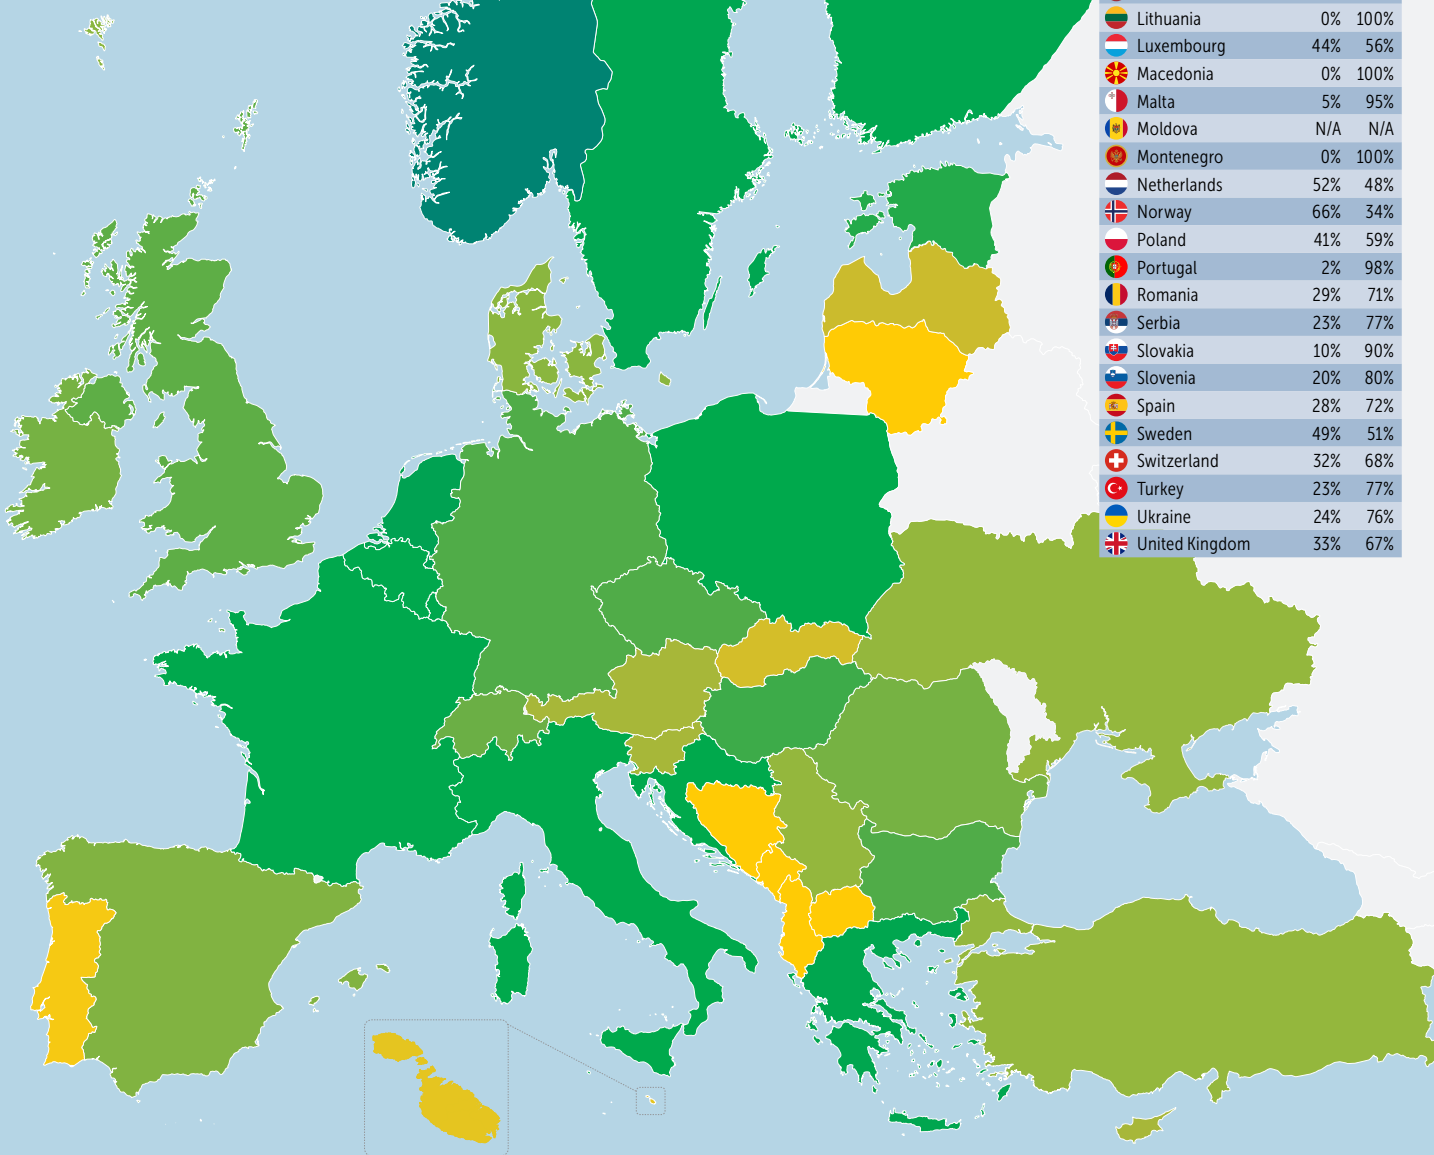 Lithuania 0% 100%
Luxembourg 44% 56%
Macedonia 0% 100%
Malta 5% 95%
Moldova N/A N/A
Montenegro 0% 100%
Netherlands 52% 48%
Norway 66% 34%
Poland 41% 59%
Portugal 2% 98%
Romania 29% 71%
Serbia 23% 77%
Slovakia 10% 90%
Slovenia 20% 80%
Spain 28% 72%
Sweden 49% 51%
Switzerland 32% 68%
Turkey 23% 77%
Ukraine 24% 76%
United Kingdom 33% 67%